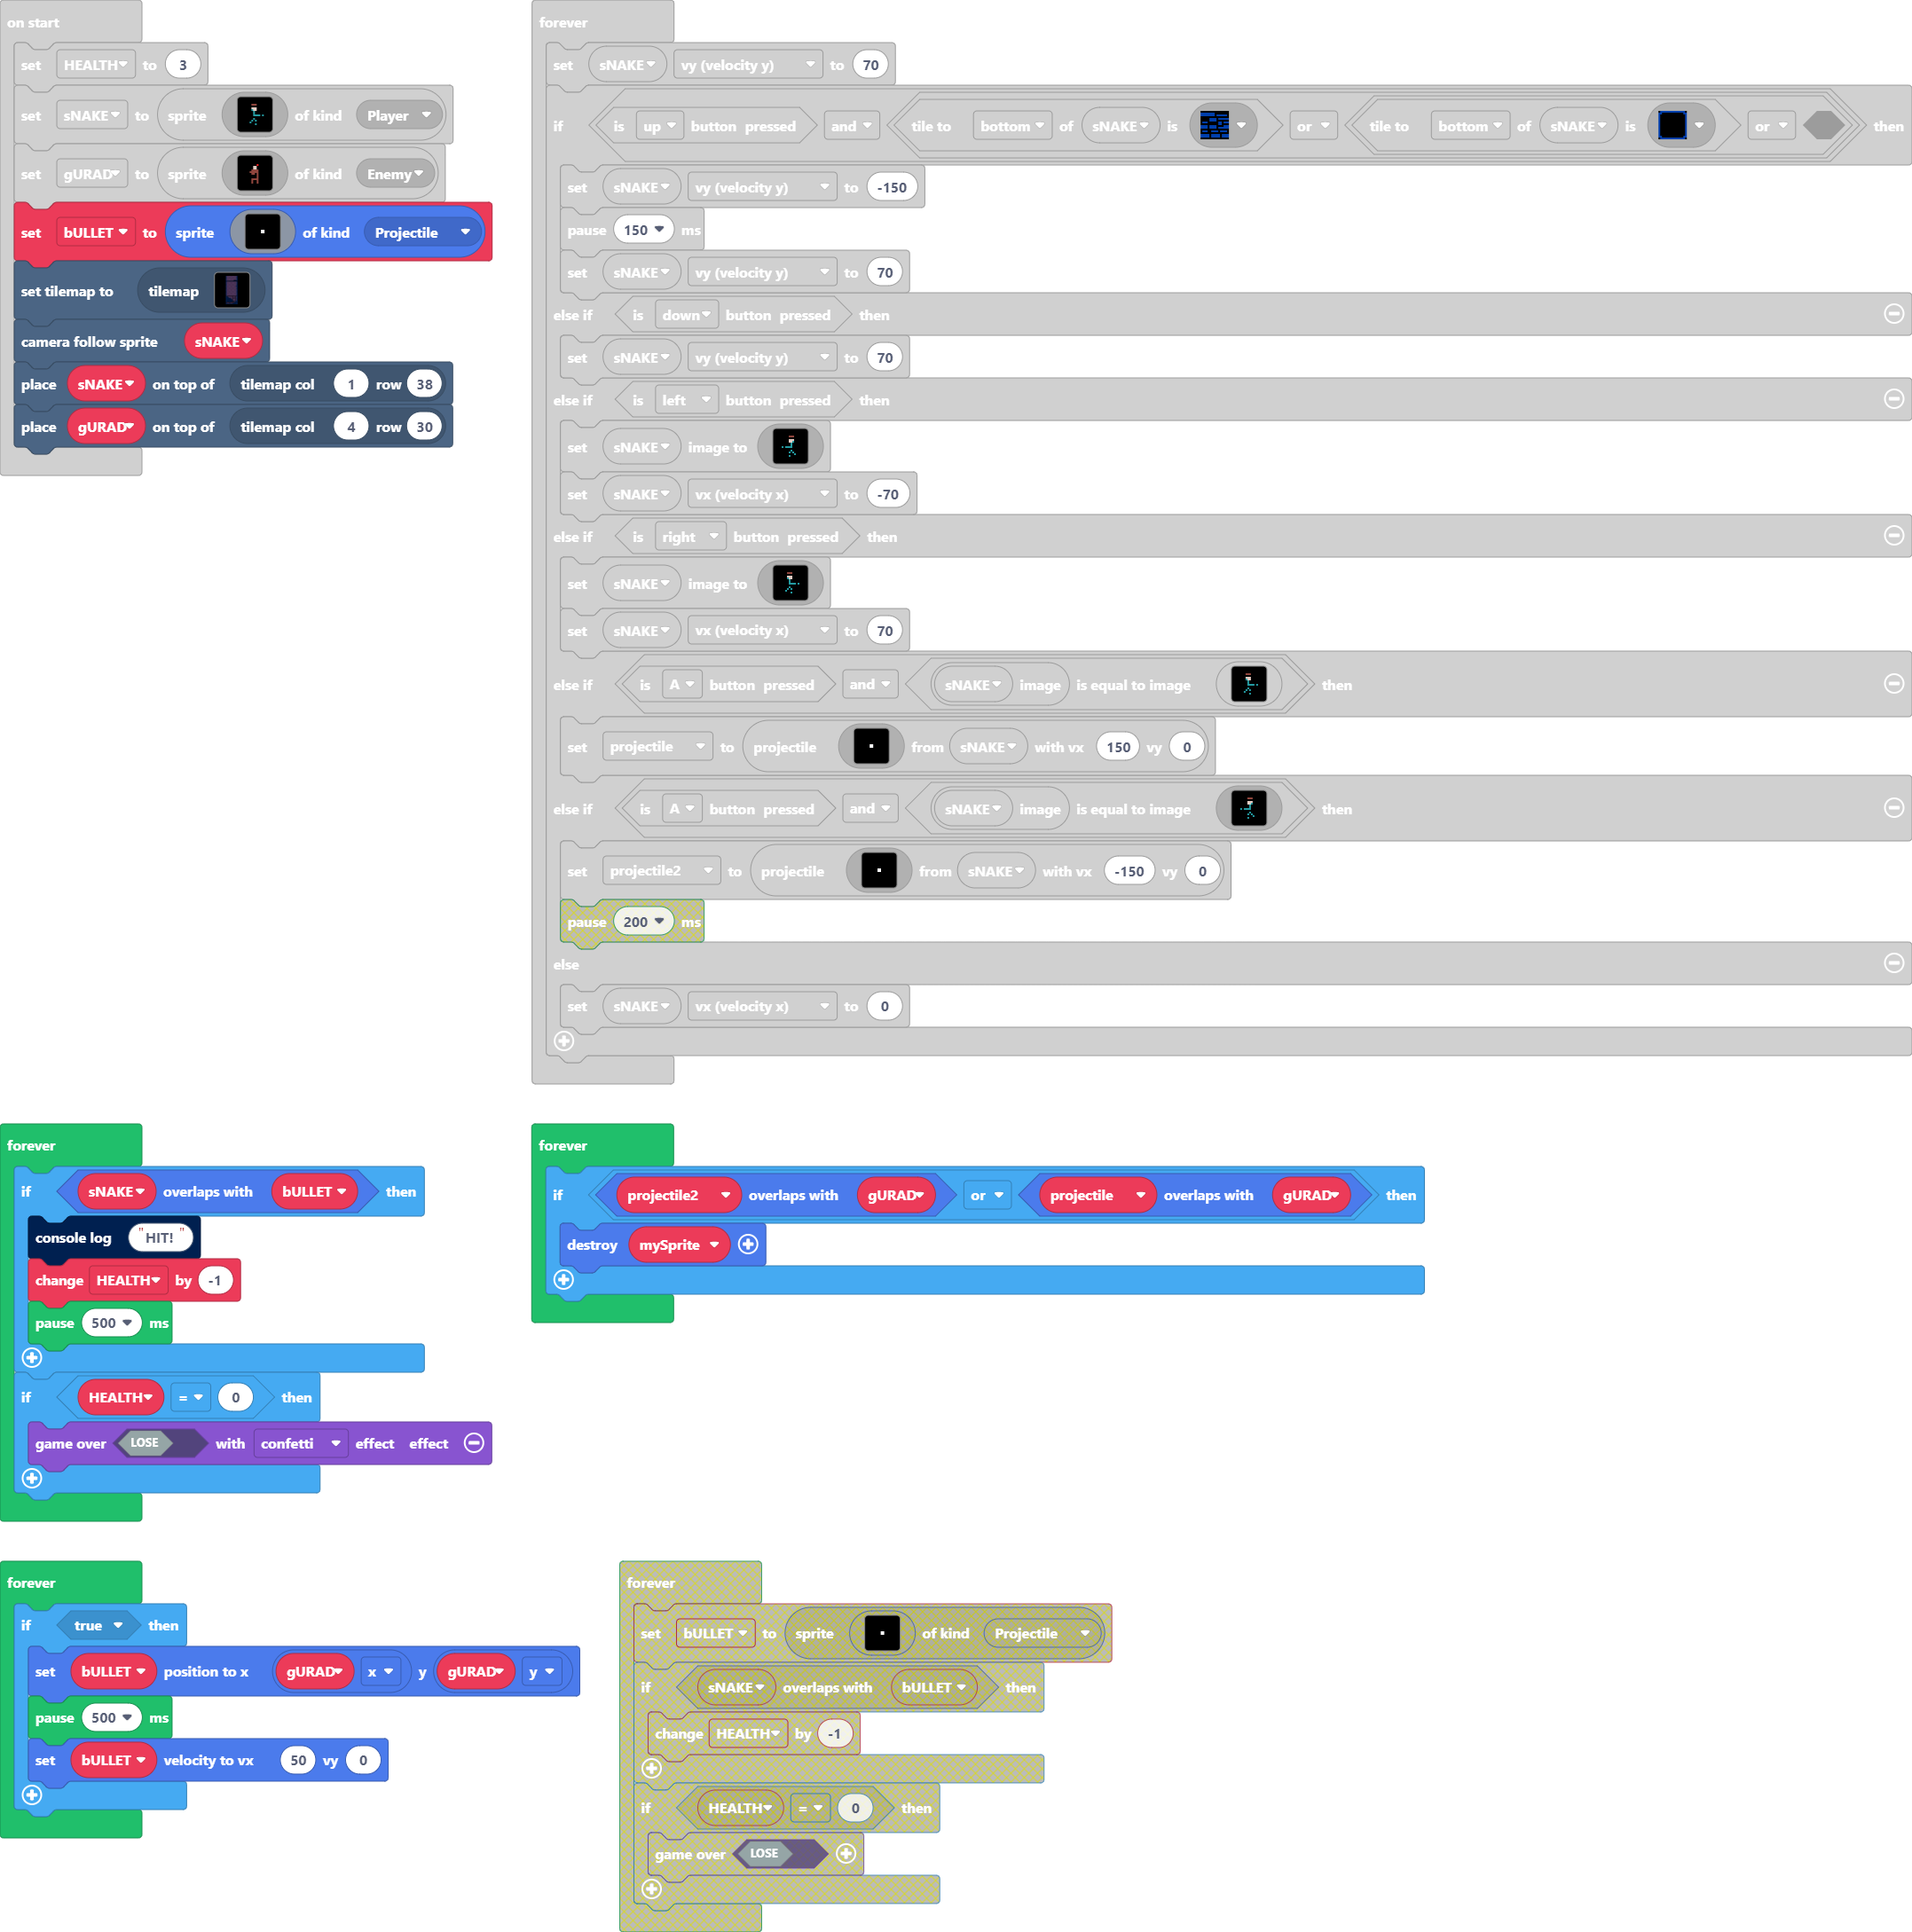 on start
set HEALTH to 3
set sNAKE to sprite of kind Player
set gURAD to sprite of kind Enemy
set bULLET to sprite of kind Projectile
set tilemap to tilemap
camera follow sprite sNAKE
place sNAKE on top of tilemap col 1 row 38
place gURAD on top of tilemap col 4 row 30
forever
set sNAKE vy (velocity y) to 70
if is up button pressed and tile to bottom of sNAKE is or tile to bottom of sNAKE is or then
set sNAKE vy (velocity y) to -150
pause 150 ms
set sNAKE vy (velocity y) to 70
else if is down button pressed then
set sNAKE vy (velocity y) to 70
else if is left button pressed then
set sNAKE image to
set sNAKE vx (velocity x) to -70
else if is right button pressed then
set sNAKE image to
set sNAKE vx (velocity x) to 70
else if is A button pressed and sNAKE image is equal to image then
set projectile to projectile from sNAKE with vx 150 vy 0
else if is A button pressed and sNAKE image is equal to image then
set projectile2 to projectile from sNAKE with vx -150 vy 0
pause 200 ms
else
set sNAKE vx (velocity x) to 0
forever
if sNAKE overlaps with bULLET then
console log "HIT!"
change HEALTH by -1
pause 500 ms
if HEALTH = 0 then
game over LOSE with confetti effect effect
forever
if projectile2 overlaps with gURAD or projectile overlaps with gURAD then
destroy mySprite
forever
if true then
set bULLET position to x gURAD x y gURAD y
pause 500 ms
set bULLET velocity to vx 50 vy 0
forever
set bULLET to sprite of kind Projectile
if sNAKE overlaps with bULLET then
change HEALTH by -1
if HEALTH = 0 then
game over LOSE